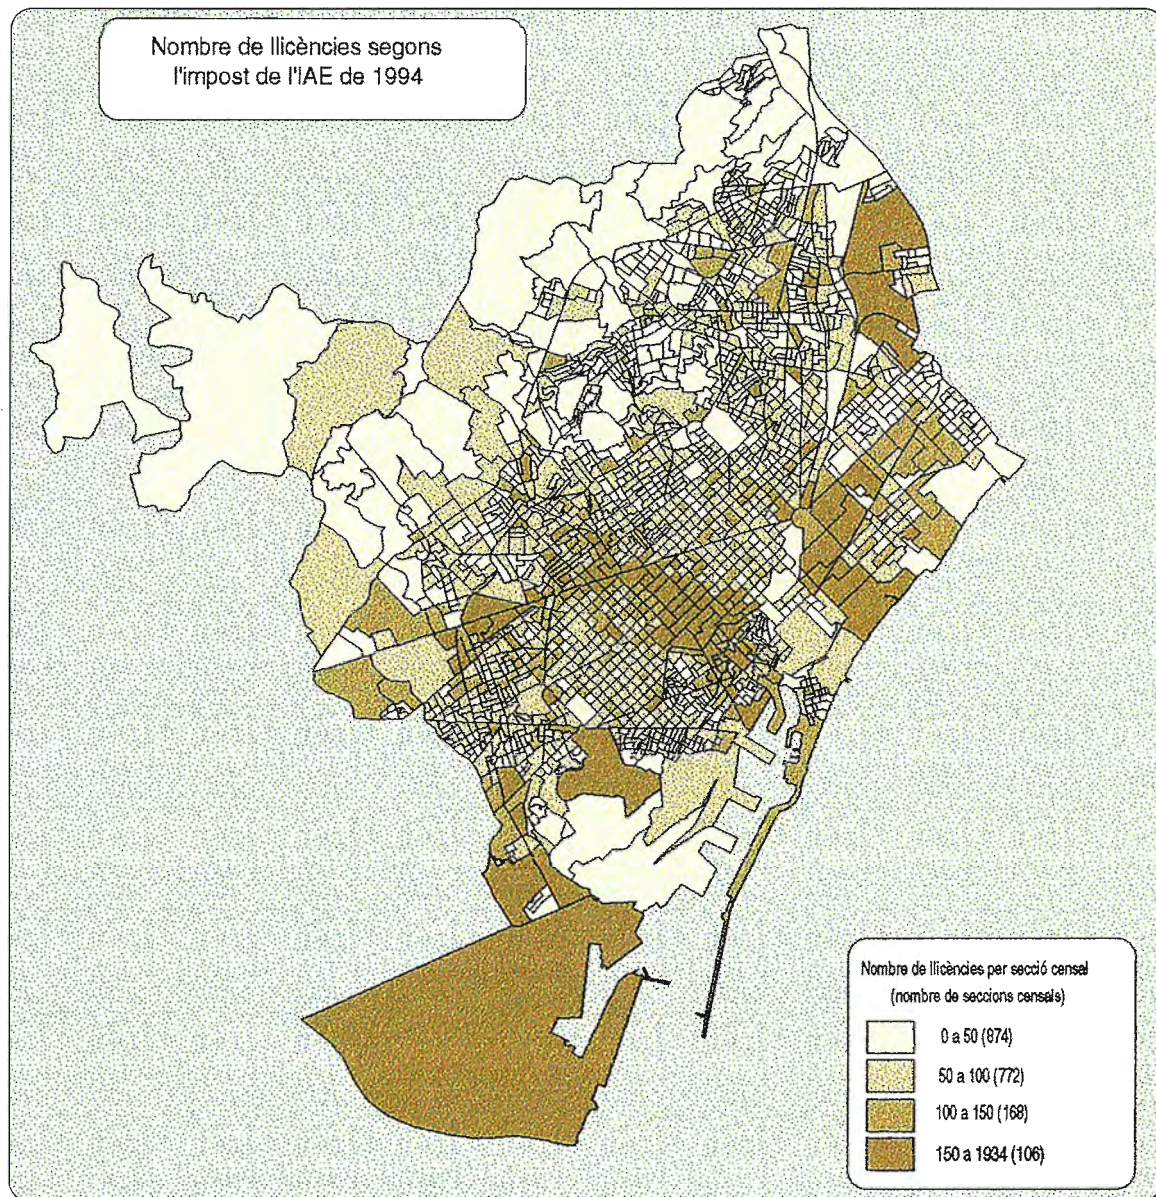 Nombre de llicències segons
l'impost de l'IAE de 1994
Nombre de llicències per secció censal
(nombre de seccions censals)
0 a 50 (874)
50 a 100 (772)
100 a 150 (168)
150 a 1934 (106)